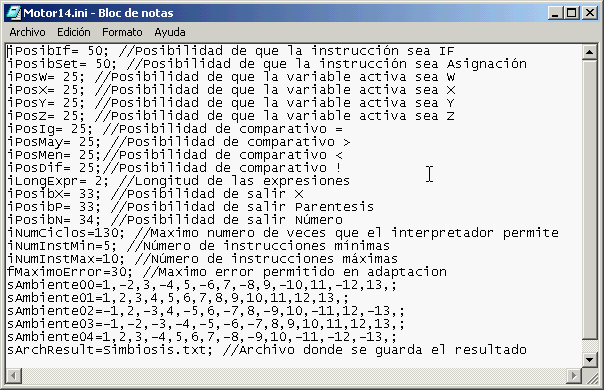 Motor14.ini - Bloc de notas
Archivo Edición Formato Ayuda
iPosibIf= 50; //Posibilidad de que la instrucción sea IF
iPosibSet= 50; //Posibilidad de que la instrucción sea Asignación
iPosW= 25; //Posibilidad de que la variable activa sea W
iPosX= 25; //Posibilidad de que la variable activa sea X
iPosY= 25; //Posibilidad de que la variable activa sea Y
iPosZ= 25; //Posibilidad de que la variable activa sea Z
iPosIg= 25; //Posibilidad de comparativo =
iPosMay= 25; //Posibilidad de comparativo >
iPosMen= 25;//Posibilidad de comparativo <
iPosDif= 25;//Posibilidad de comparativo !
iLongExpr= 2; //Longitud de las expresiones
iPosibX= 33; //Posibilidad de salir X
iPosibP= 33; //Posibilidad de salir Parentesis
iPosibN= 34; //Posibilidad de salir Número
iNumCiclos=130; //Maximo numero de veces que el interpretador permite
iNumInstMin=5; //Número de instrucciones mínimas
iNumInstMax=10; //Número de instrucciones máximas
fMaximoError=30; //Maximo error permitido en adaptacion
sAmbiente00=1,-2,3,-4,5,-6,7,-8,9,-10,11,-12,13,;
sAmbiente01=1,2,3,4,5,6,7,8,9,10,11,12,13,;
sAmbiente02=-1,2,-3,4,-5,6,-7,8,-9,10,-11,12,-13,;
sAmbiente03=-1,-2,-3,-4,-5,-6,-7,8,9,10,11,12,13,;
sAmbiente04=1,2,3,-4,5,6,7,-8,9,10,-11,-12,-13,;
sArchResult=Simbiosis.txt; //Archivo donde se guarda el resultado